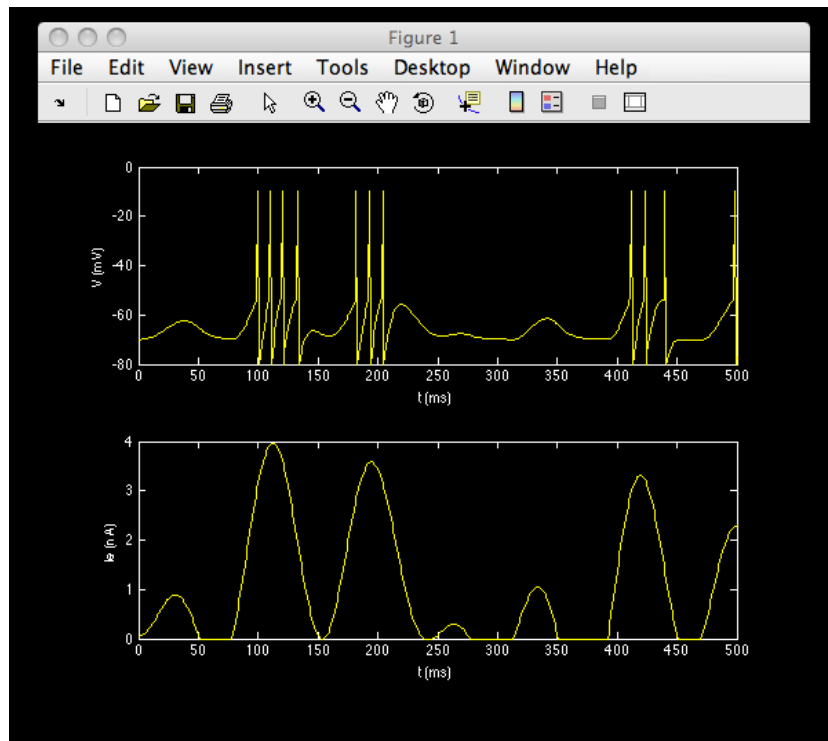 Figure 1
File Edit View Insert Tools Desktop Window Help
0
-20
-40
-60
-80
V (mV)
0 50 100 150 200 250 300 350 400 450 500
t (ms)
4
3
2
1
0
Ie (nA)
0 50 100 150 200 250 300 350 400 450 500
t (ms)